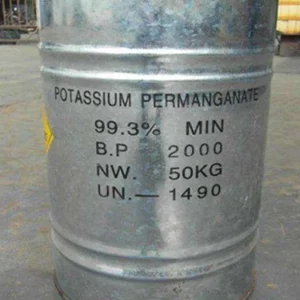 POTASSIUM PERMANGANATE
99.3% MIN
B.P 2000
NW. 50KG
UN.— 1490